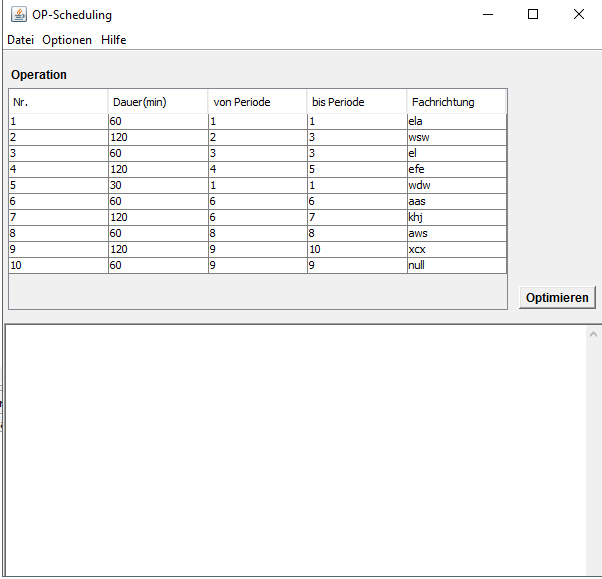 OP-Scheduling
Datei Optionen Hilfe
Operation
Nr. Dauer(min) von Periode bis Periode Fachrichtung
1 60 1 1 ela
2 120 2 3 wsw
3 60 3 3 el
4 120 4 5 efe
5 30 1 1 wdw
6 60 6 6 aas
7 120 6 7 khj
8 60 8 8 aws
9 120 9 10 xcx
10 60 9 9 null
Optimieren